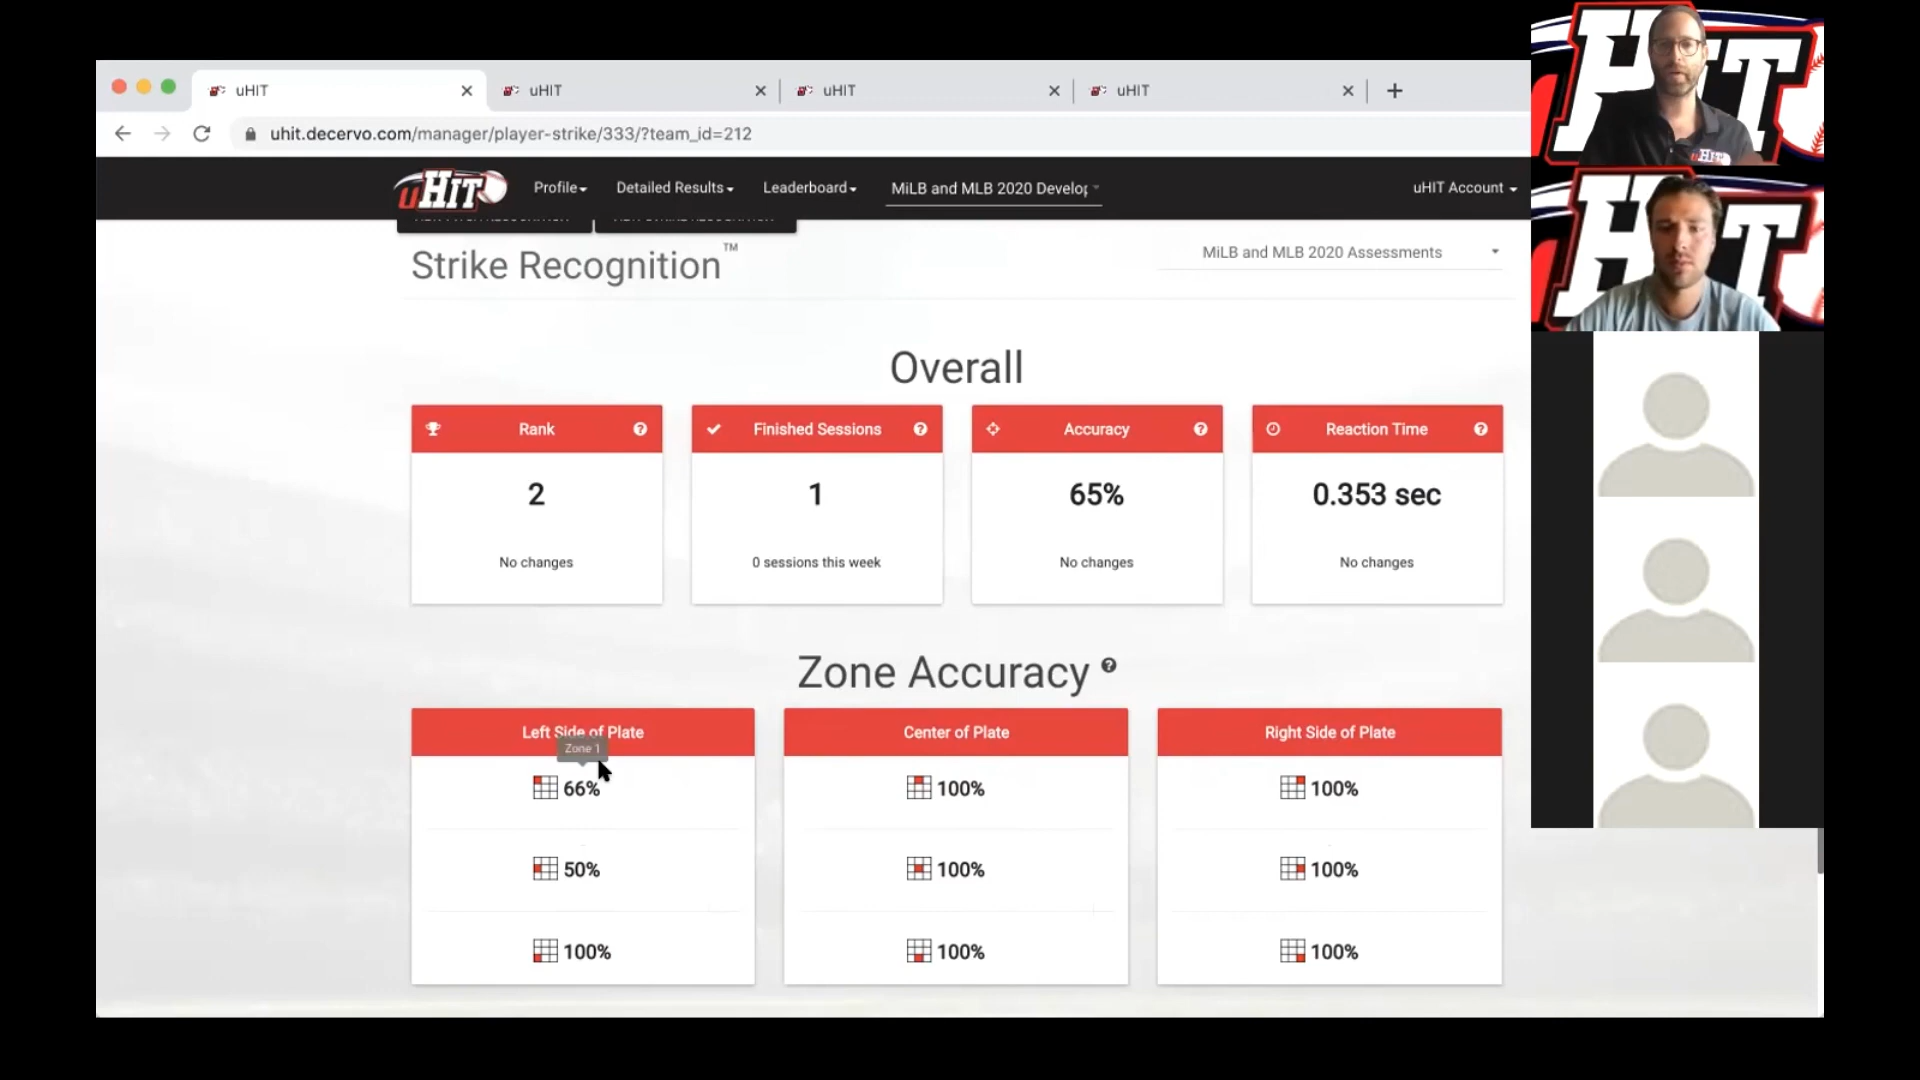 uHIT
uHIT
uHIT
uHIT
uhit.decervo.com/manager/player-strike/333/?team_id=212
uHIT
Profile
Detailed Results
Leaderboard
MiLB and MLB 2020 Develop
uHIT Account
Strike Recognition™
MiLB and MLB 2020 Assessments
Overall
Rank
Finished Sessions
Accuracy
Reaction Time
2
1
65%
0.353 sec
No changes
0 sessions this week
No changes
No changes
Zone Accuracy
Left Side of Plate
Center of Plate
Right Side of Plate
Zone 1
66%
100%
100%
50%
100%
100%
100%
100%
100%